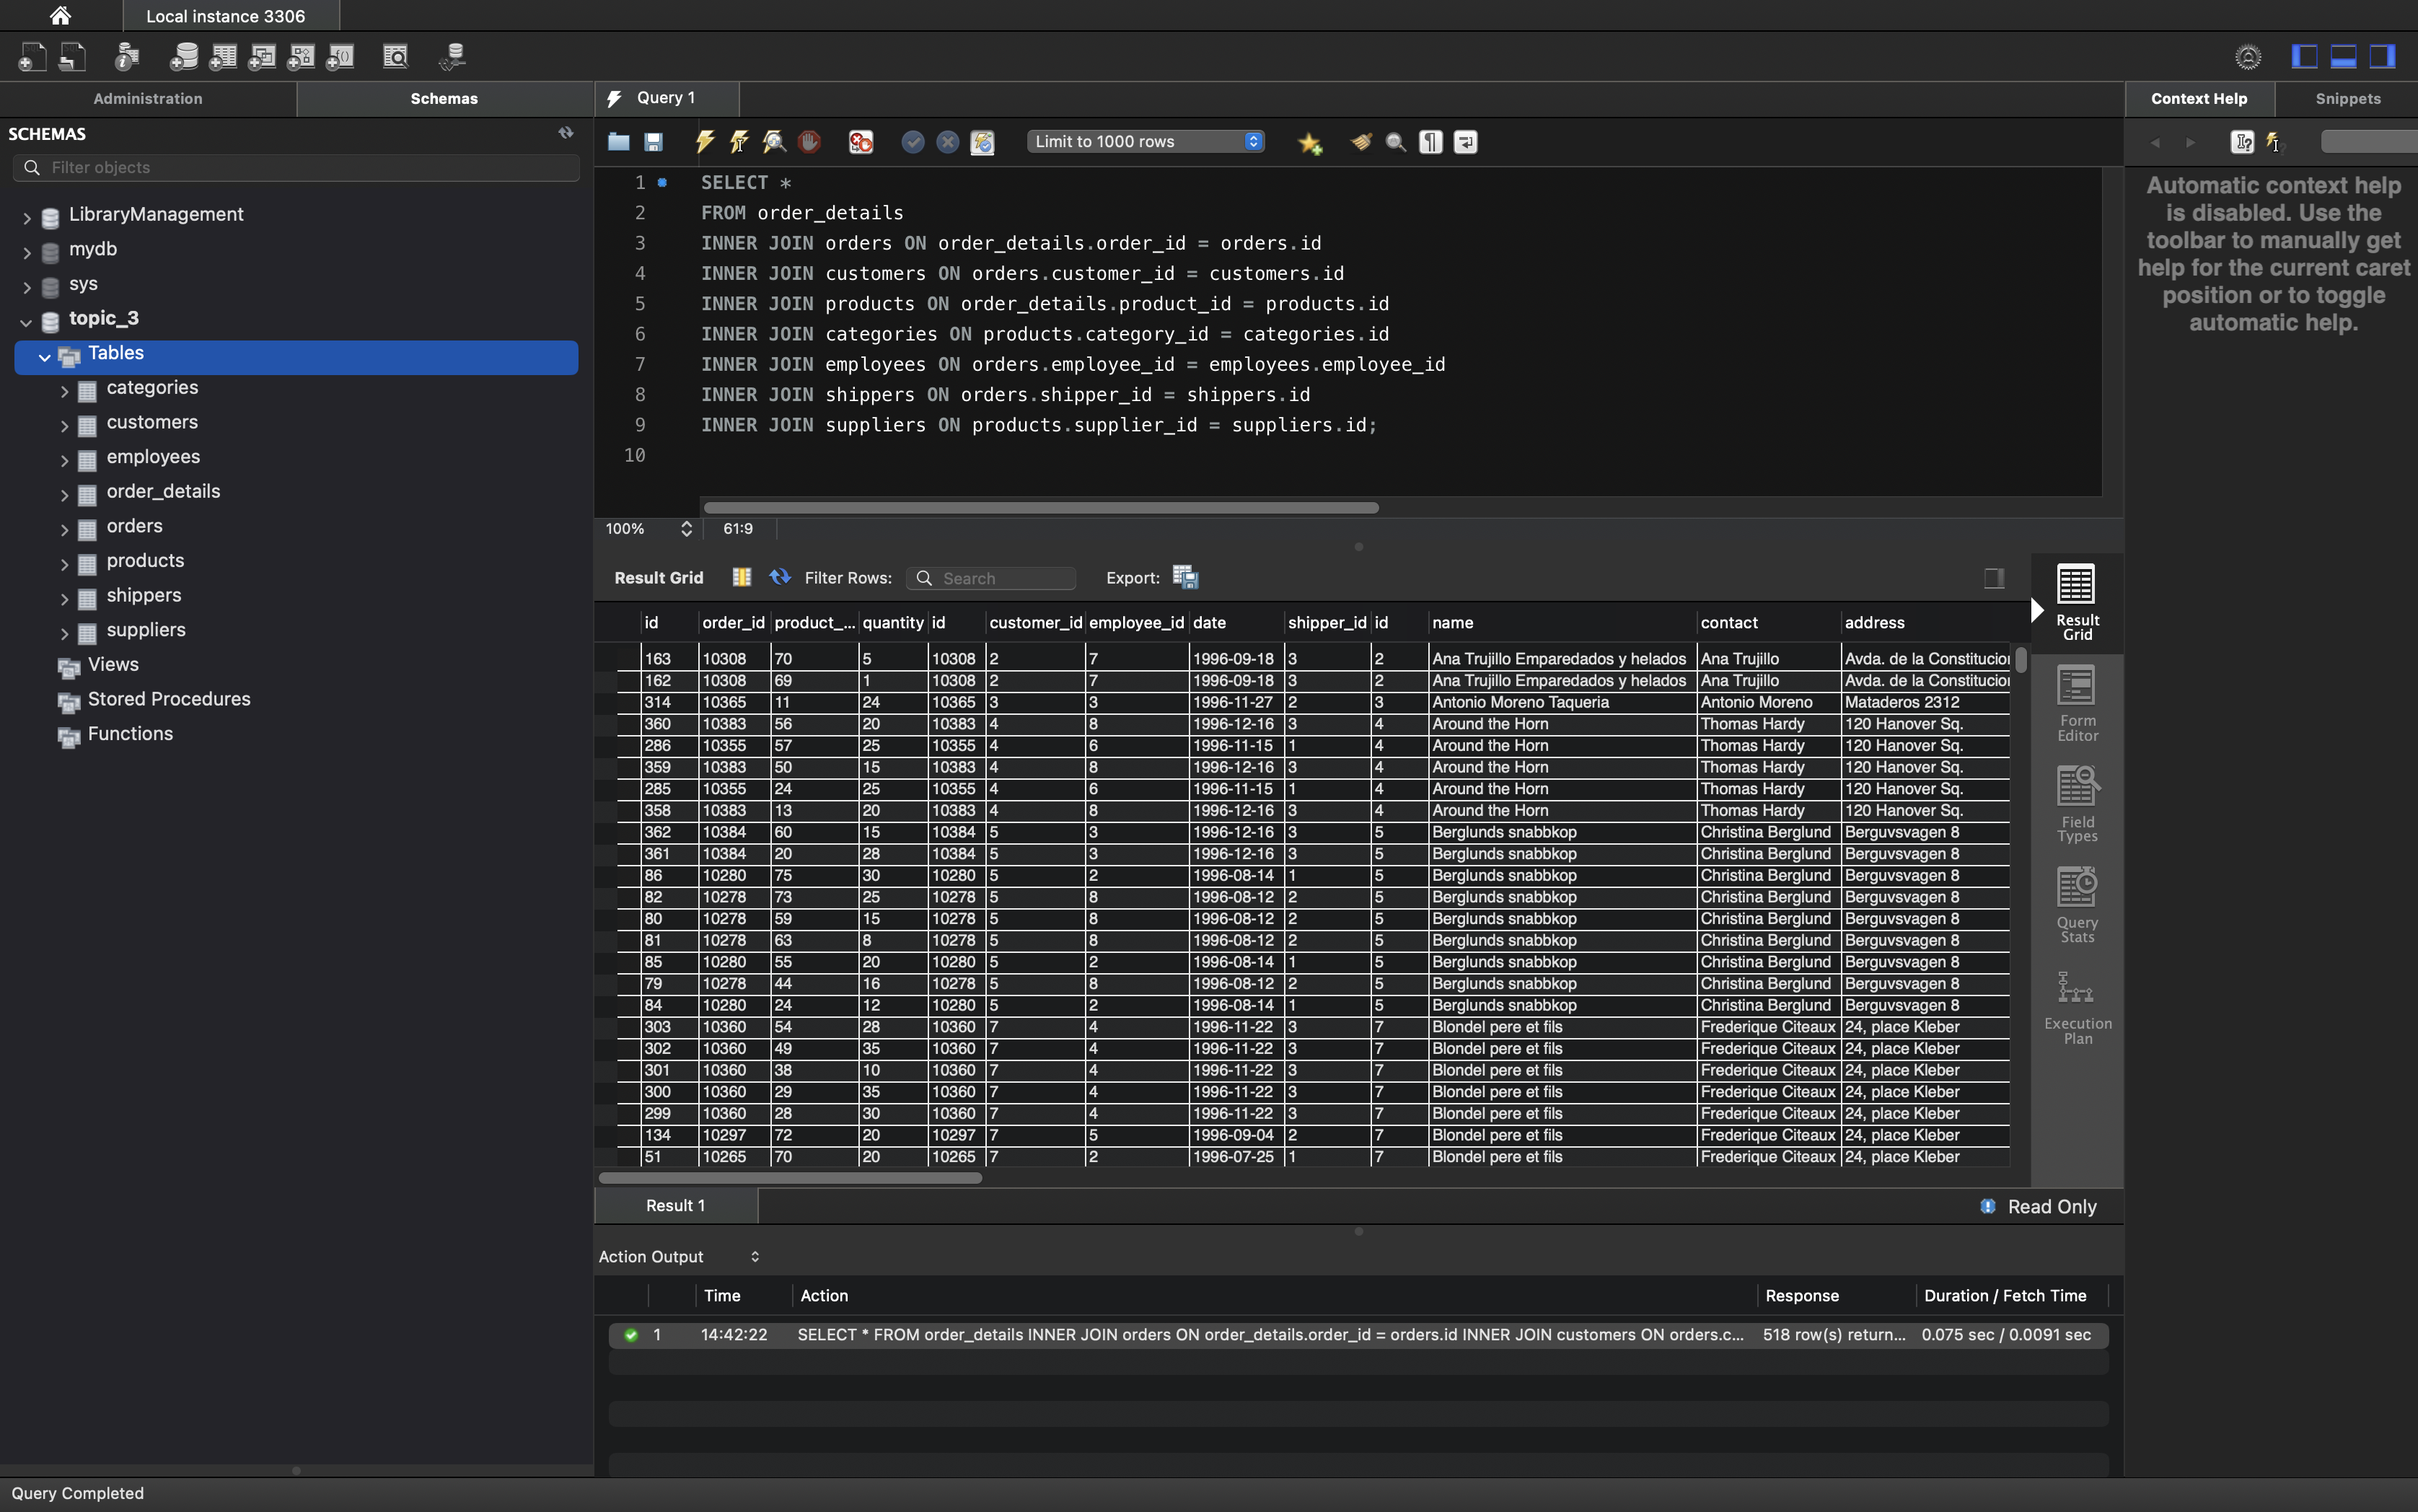 Local instance 3306
Administration
Schemas
Query 1
Context Help
Snippets
SCHEMAS
Filter objects
LibraryManagement
mydb
sys
topic_3
Tables
categories
customers
employees
order_details
orders
products
shippers
suppliers
Views
Stored Procedures
Functions
Limit to 1000 rows
1 SELECT *
2 FROM order_details
3 INNER JOIN orders ON order_details.order_id = orders.id
4 INNER JOIN customers ON orders.customer_id = customers.id
5 INNER JOIN products ON order_details.product_id = products.id
6 INNER JOIN categories ON products.category_id = categories.id
7 INNER JOIN employees ON orders.employee_id = employees.employee_id
8 INNER JOIN shippers ON orders.shipper_id = shippers.id
9 INNER JOIN suppliers ON products.supplier_id = suppliers.id;
10
100% 61:9
Automatic context help
is disabled. Use the
toolbar to manually get
help for the current caret
position or to toggle
automatic help.
Result Grid Filter Rows: Search Export:
id order_id product_... quantity id customer_id employee_id date shipper_id id name contact address
163 10308 70 5 10308 2 7 1996-09-18 3 2 Ana Trujillo Emparedados y helados Ana Trujillo Avda. de la Constitucion
162 10308 69 1 10308 2 7 1996-09-18 3 2 Ana Trujillo Emparedados y helados Ana Trujillo Avda. de la Constitucion
314 10365 11 24 10365 3 3 1996-11-27 2 3 Antonio Moreno Taqueria Antonio Moreno Mataderos 2312
360 10383 56 20 10383 4 8 1996-12-16 3 4 Around the Horn Thomas Hardy 120 Hanover Sq.
286 10355 57 25 10355 4 6 1996-11-15 1 4 Around the Horn Thomas Hardy 120 Hanover Sq.
359 10383 50 15 10383 4 8 1996-12-16 3 4 Around the Horn Thomas Hardy 120 Hanover Sq.
285 10355 24 25 10355 4 6 1996-11-15 1 4 Around the Horn Thomas Hardy 120 Hanover Sq.
358 10383 13 20 10383 4 8 1996-12-16 3 4 Around the Horn Thomas Hardy 120 Hanover Sq.
362 10384 60 15 10384 5 3 1996-12-16 3 5 Berglunds snabbkop Christina Berglund Berguvsvagen 8
361 10384 20 28 10384 5 3 1996-12-16 3 5 Berglunds snabbkop Christina Berglund Berguvsvagen 8
86 10280 75 30 10280 5 2 1996-08-14 1 5 Berglunds snabbkop Christina Berglund Berguvsvagen 8
82 10278 73 25 10278 5 8 1996-08-12 2 5 Berglunds snabbkop Christina Berglund Berguvsvagen 8
80 10278 59 15 10278 5 8 1996-08-12 2 5 Berglunds snabbkop Christina Berglund Berguvsvagen 8
81 10278 63 8 10278 5 8 1996-08-12 2 5 Berglunds snabbkop Christina Berglund Berguvsvagen 8
85 10280 55 20 10280 5 2 1996-08-14 1 5 Berglunds snabbkop Christina Berglund Berguvsvagen 8
79 10278 44 16 10278 5 8 1996-08-12 2 5 Berglunds snabbkop Christina Berglund Berguvsvagen 8
84 10280 24 12 10280 5 2 1996-08-14 1 5 Berglunds snabbkop Christina Berglund Berguvsvagen 8
303 10360 54 28 10360 7 4 1996-11-22 3 7 Blondel pere et fils Frederique Citeaux 24, place Kleber
302 10360 49 35 10360 7 4 1996-11-22 3 7 Blondel pere et fils Frederique Citeaux 24, place Kleber
301 10360 38 10 10360 7 4 1996-11-22 3 7 Blondel pere et fils Frederique Citeaux 24, place Kleber
300 10360 29 35 10360 7 4 1996-11-22 3 7 Blondel pere et fils Frederique Citeaux 24, place Kleber
299 10360 28 30 10360 7 4 1996-11-22 3 7 Blondel pere et fils Frederique Citeaux 24, place Kleber
134 10297 72 20 10297 7 5 1996-09-04 2 7 Blondel pere et fils Frederique Citeaux 24, place Kleber
51 10265 70 20 10265 7 2 1996-07-25 1 7 Blondel pere et fils Frederique Citeaux 24, place Kleber
Result
Grid
Form
Editor
Field
Types
Query
Stats
Execution
Plan
Result 1
Read Only
Action Output
Time Action Response Duration / Fetch Time
1 14:42:22 SELECT * FROM order_details INNER JOIN orders ON order_details.order_id = orders.id INNER JOIN customers ON orders.c... 518 row(s) return... 0.075 sec / 0.0091 sec
Query Completed